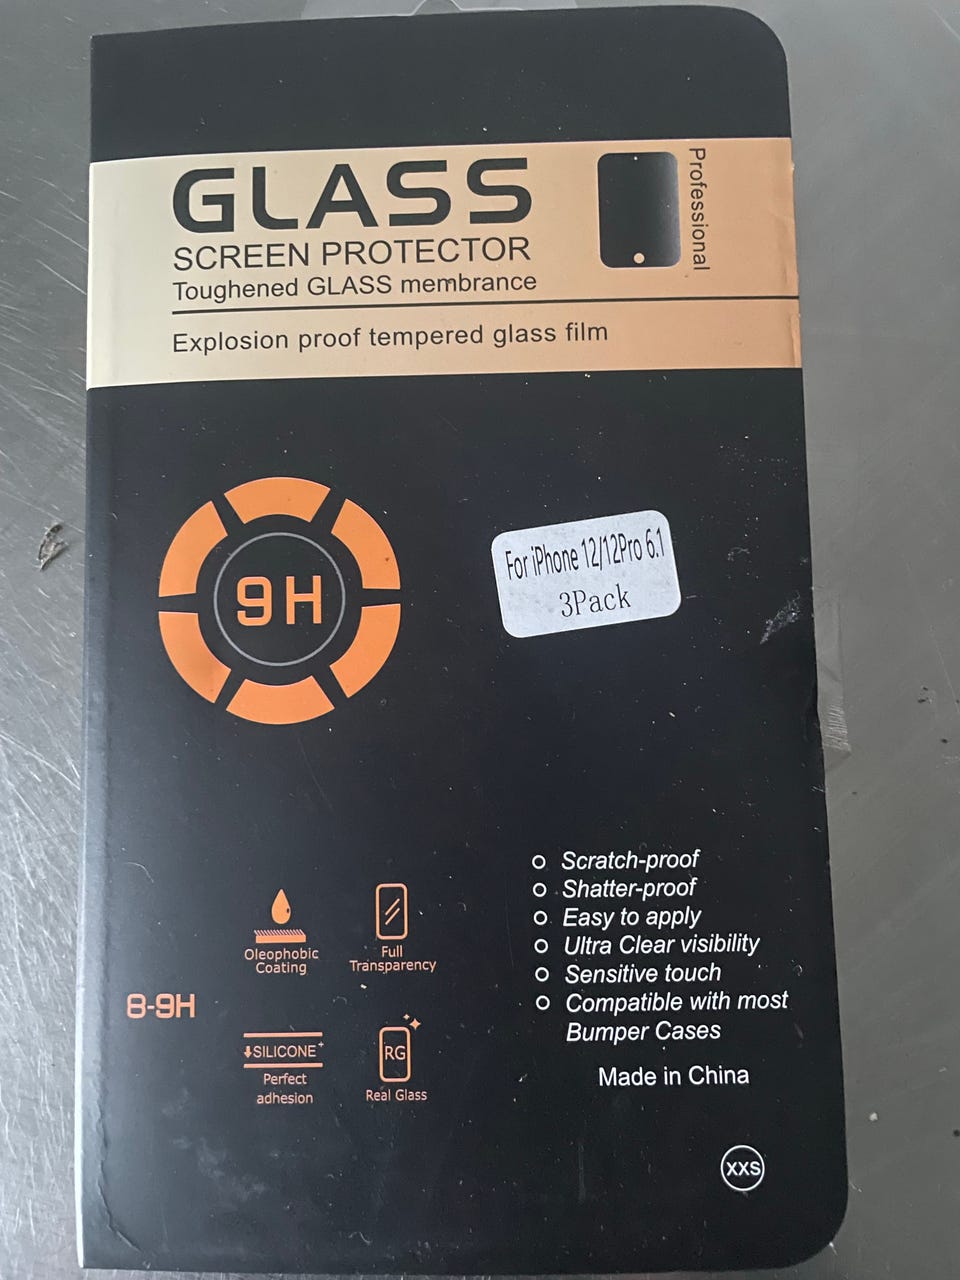 GLASS
SCREEN PROTECTOR
Toughened GLASS membrance
Explosion proof tempered glass film
Professional
9H
For iPhone 12/12Pro 6.1
3Pack
Oleophobic
Coating
Full
Transparency
8-9H
SILICONE+
Perfect
adhesion
RG
Real Glass
Scratch-proof
Shatter-proof
Easy to apply
Ultra Clear visibility
Sensitive touch
Compatible with most
Bumper Cases
Made in China
XXS